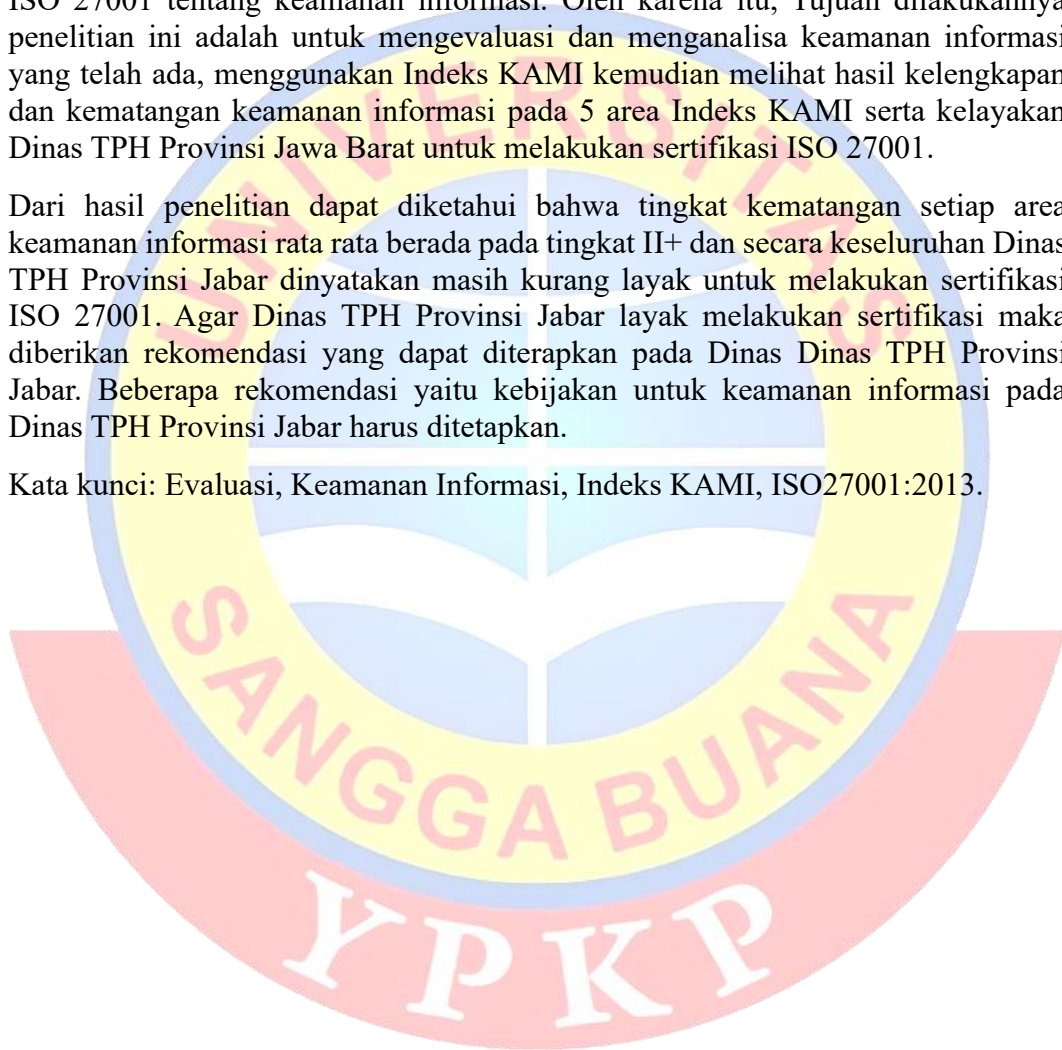 ISO 27001 tentang keamanan informasi. Oleh karena itu, Tujuan dilakukannya
penelitian ini adalah untuk mengevaluasi dan menganalisa keamanan informasi
yang telah ada, menggunakan Indeks KAMI kemudian melihat hasil kelengkapan
dan kematangan keamanan informasi pada 5 area Indeks KAMI serta kelayakan
Dinas TPH Provinsi Jawa Barat untuk melakukan sertifikasi ISO 27001.
Dari hasil penelitian dapat diketahui bahwa tingkat kematangan setiap area
keamanan informasi rata rata berada pada tingkat II+ dan secara keseluruhan Dinas
TPH Provinsi Jabar dinyatakan masih kurang layak untuk melakukan sertifikasi
ISO 27001. Agar Dinas TPH Provinsi Jabar layak melakukan sertifikasi maka
diberikan rekomendasi yang dapat diterapkan pada Dinas Dinas TPH Provinsi
Jabar. Beberapa rekomendasi yaitu kebijakan untuk keamanan informasi pada
Dinas TPH Provinsi Jabar harus ditetapkan.
Kata kunci: Evaluasi, Keamanan Informasi, Indeks KAMI, ISO27001:2013.
UNIVERSITAS
SANGGA BUANA
YPKP